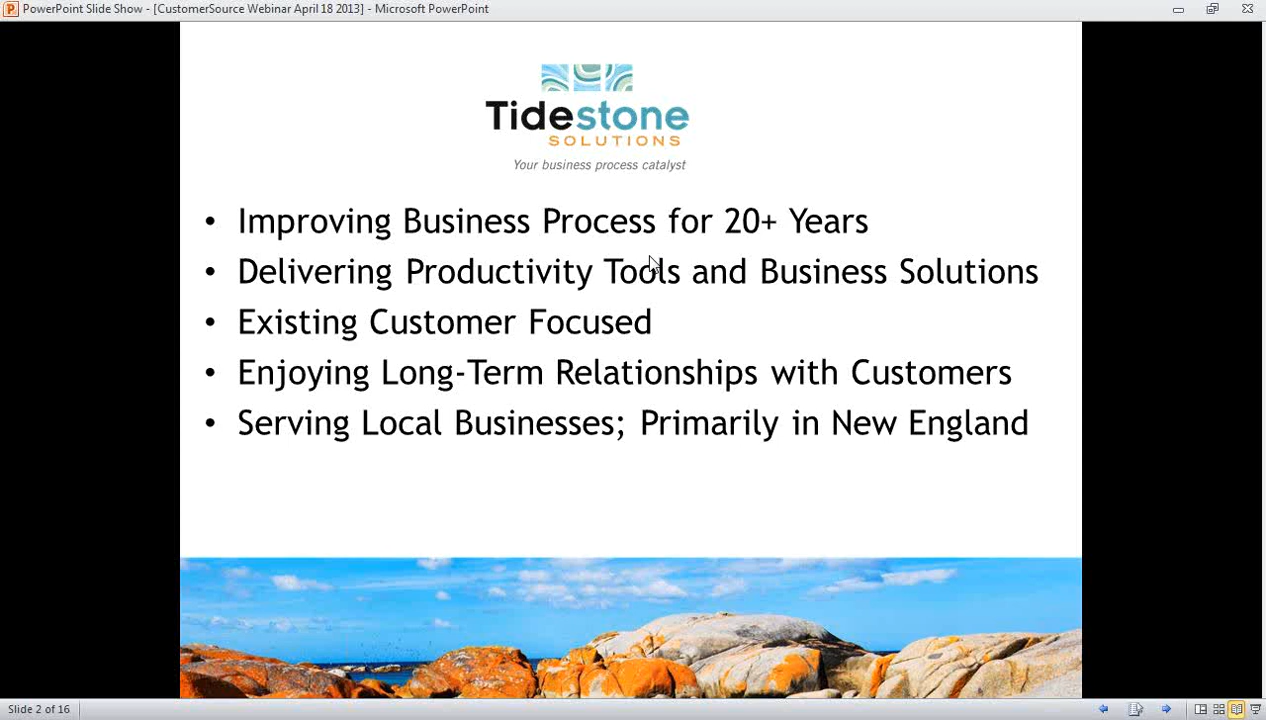 PowerPoint Slide Show - [CustomerSource Webinar April 18 2013] - Microsoft PowerPoint
Tidestone
SOLUTIONS
Your business process catalyst
• Improving Business Process for 20+ Years
• Delivering Productivity Tools and Business Solutions
• Existing Customer Focused
• Enjoying Long-Term Relationships with Customers
• Serving Local Businesses; Primarily in New England
Slide 2 of 16